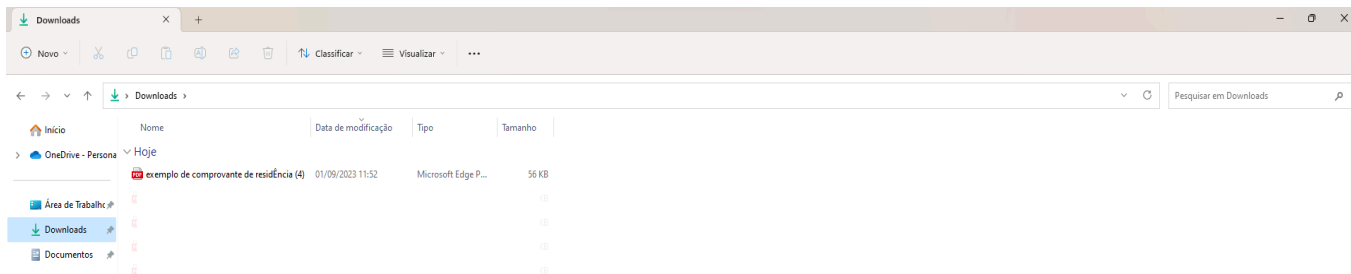 Downloads
Novo
Classificar
Visualizar
Downloads
Pesquisar em Downloads
Início
OneDrive - Persona
Área de Trabalho
Downloads
Documentos
Nome Data de modificação Tipo Tamanho
Hoje
exemplo de comprovante de residÊncia (4) 01/09/2023 11:52 Microsoft Edge P... 56 KB